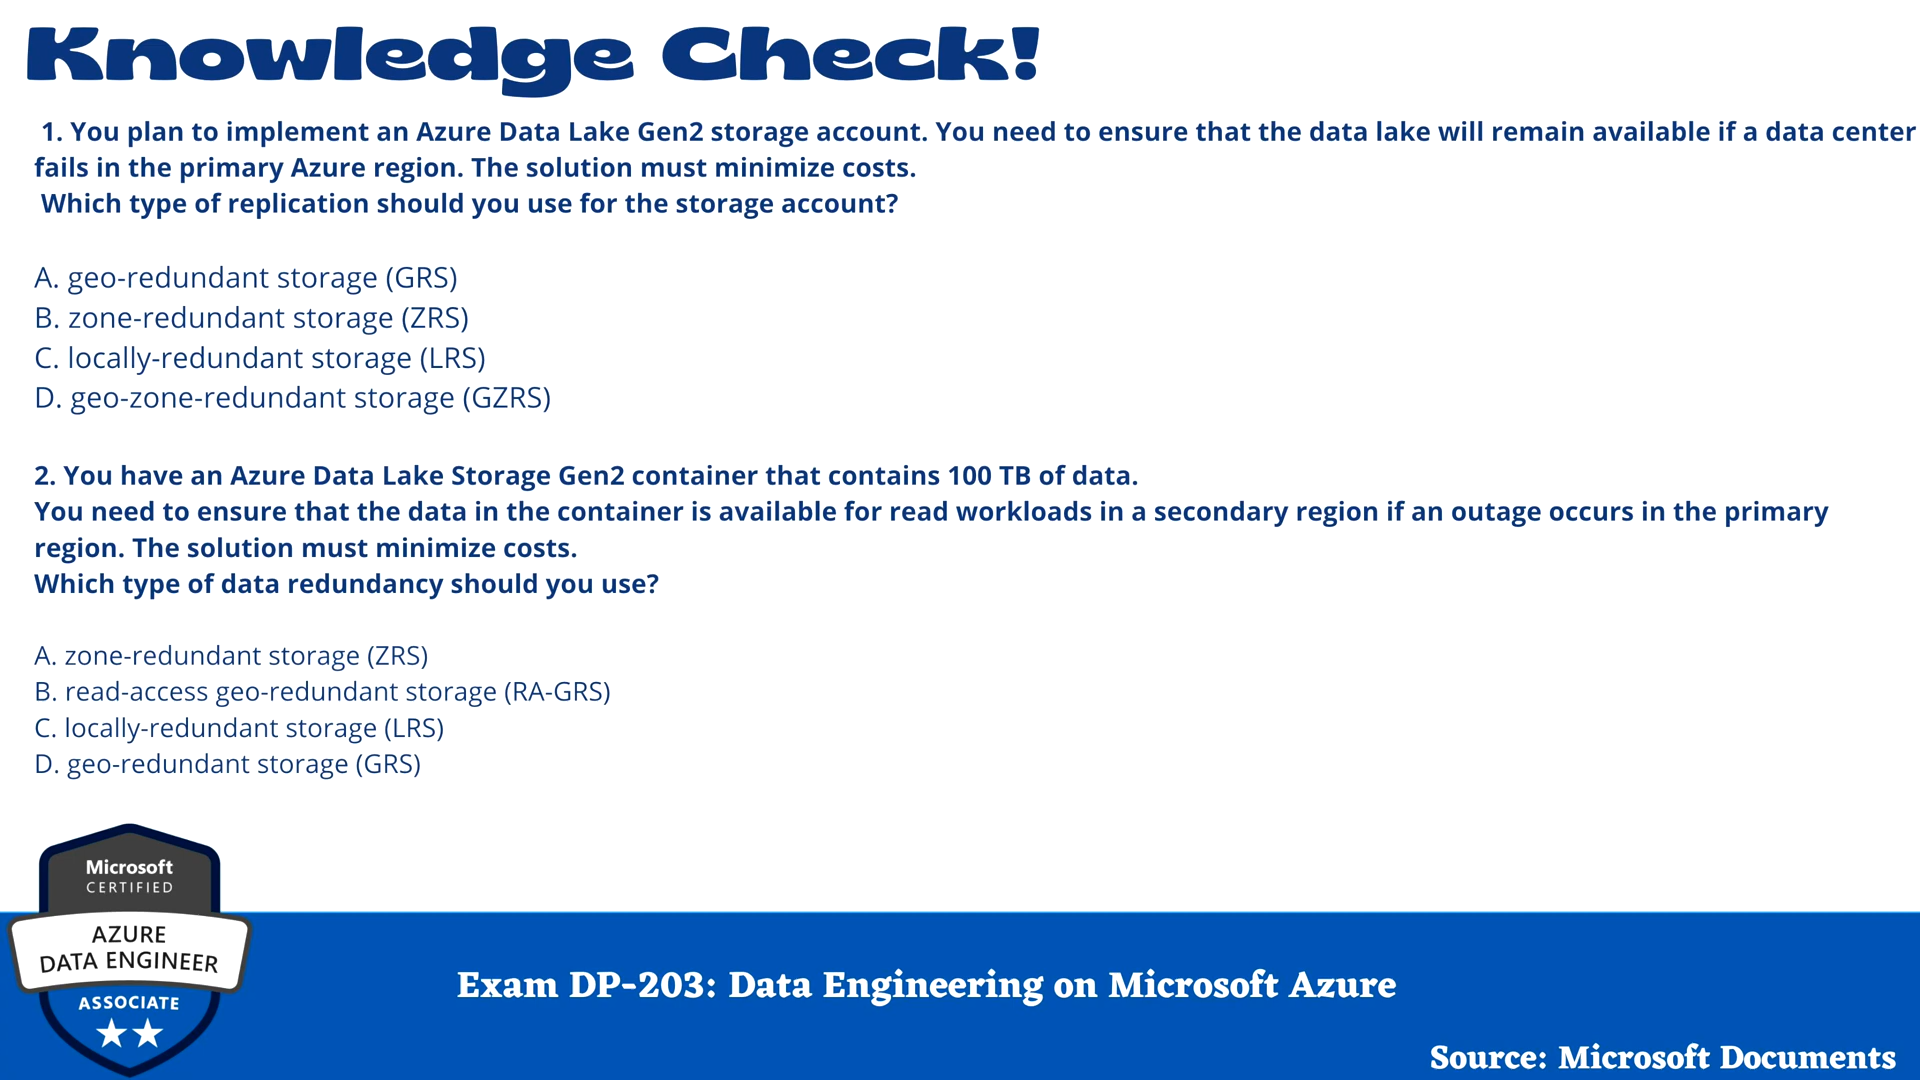 Knowledge Check!
1. You plan to implement an Azure Data Lake Gen2 storage account. You need to ensure that the data lake will remain available if a data center
fails in the primary Azure region. The solution must minimize costs.
Which type of replication should you use for the storage account?
A. geo-redundant storage (GRS)
B. zone-redundant storage (ZRS)
C. locally-redundant storage (LRS)
D. geo-zone-redundant storage (GZRS)
2. You have an Azure Data Lake Storage Gen2 container that contains 100 TB of data.
You need to ensure that the data in the container is available for read workloads in a secondary region if an outage occurs in the primary
region. The solution must minimize costs.
Which type of data redundancy should you use?
A. zone-redundant storage (ZRS)
B. read-access geo-redundant storage (RA-GRS)
C. locally-redundant storage (LRS)
D. geo-redundant storage (GRS)
Microsoft
CERTIFIED
AZURE
DATA ENGINEER
ASSOCIATE
Exam DP-203: Data Engineering on Microsoft Azure
Source: Microsoft Documents